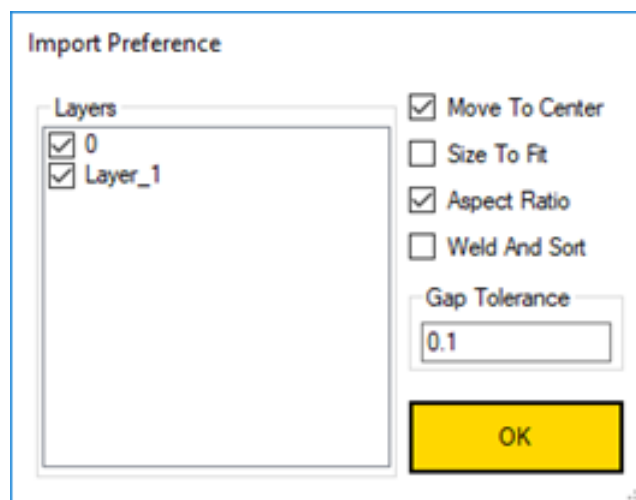 Import Preference
Layers
0
Layer_1
Move To Center
Size To Fit
Aspect Ratio
Weld And Sort
Gap Tolerance
0.1
OK